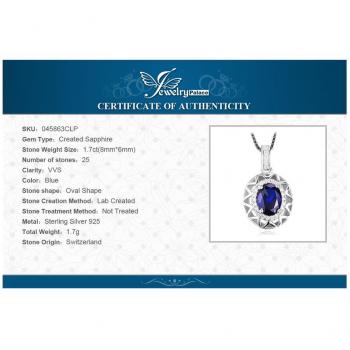 Jewelry Palace
CERTIFICATE OF AUTHENTICITY
SKU: 045863CLP
Gem Type: Created Sapphire
Stone Weight Size: 1.7ct(8mm*6mm)
Number of stones: 25
Clarity: VVS
Color: Blue
Stone shape: Oval Shape
Stone Creation Method: Lab Created
Stone Treatment Method: Not Treated
Metal: Sterling Silver 925
Total Weight: 1.7g
Stone Origin: Switzerland